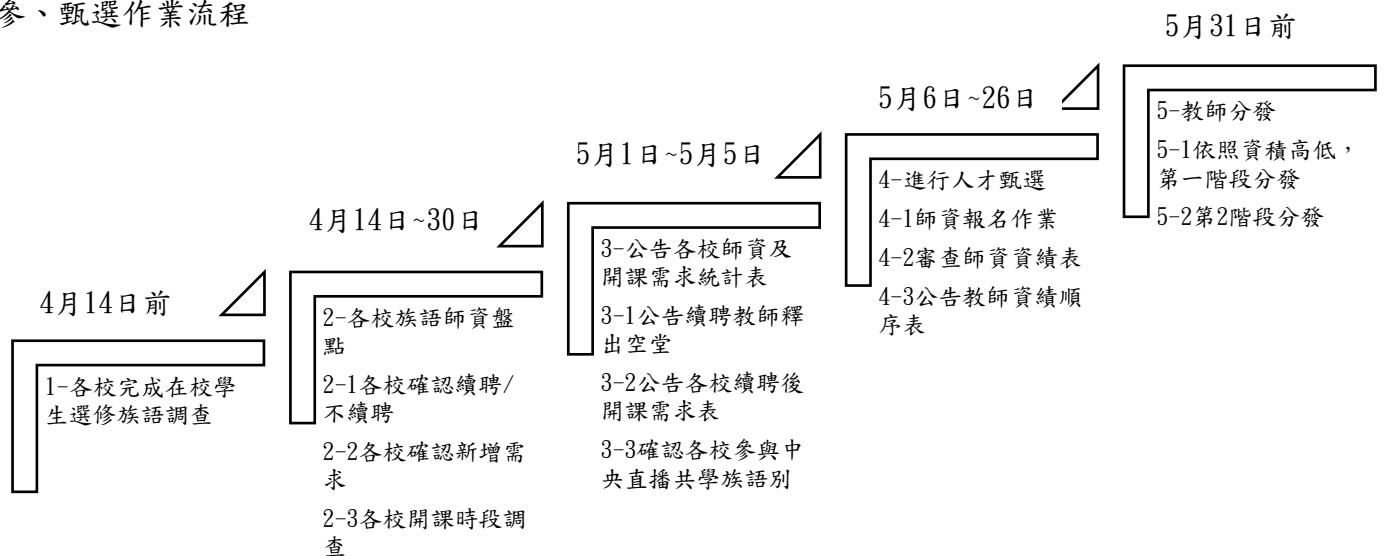 參、甄選作業流程
4月14日前
1-各校完成在校學
生選修族語調查
4月14日~30日
2-各校族語師資盤
點
2-1各校確認續聘/
不續聘
2-2各校確認新增需
求
2-3各校開課時段調
查
5月1日~5月5日
3-公告各校師資及
開課需求統計表
3-1公告續聘教師釋
出空堂
3-2公告各校續聘後
開課需求表
3-3確認各校參與中
央直播共學族語別
5月6日~26日
4-進行人才甄選
4-1師資報名作業
4-2審查師資資績表
4-3公告教師資績順
序表
5月31日前
5-教師分發
5-1依照資積高低，
第一階段分發
5-2第2階段分發